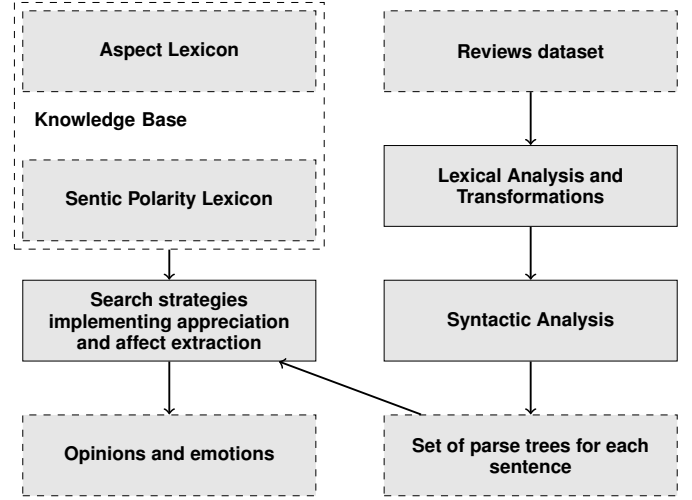 Aspect Lexicon
Knowledge Base
Sentic Polarity Lexicon
Search strategies
implementing appreciation
and affect extraction
Opinions and emotions
Reviews dataset
Lexical Analysis and
Transformations
Syntactic Analysis
Set of parse trees for each
sentence